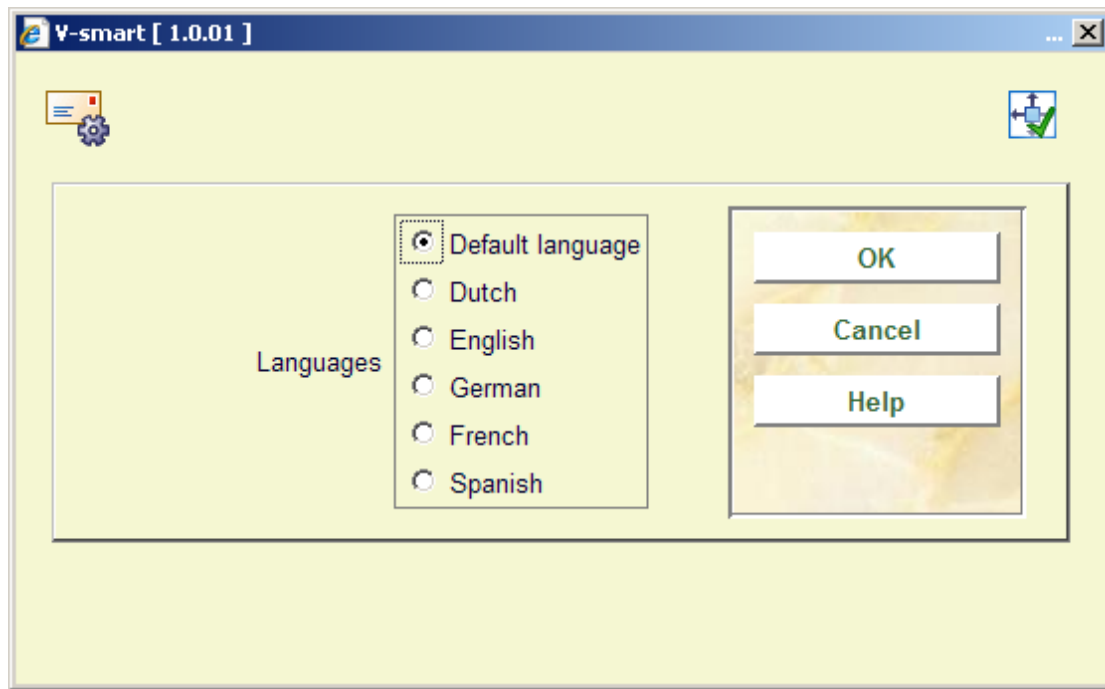 V-smart [ 1.0.01 ]
...
Languages
Default language
Dutch
English
German
French
Spanish
OK
Cancel
Help